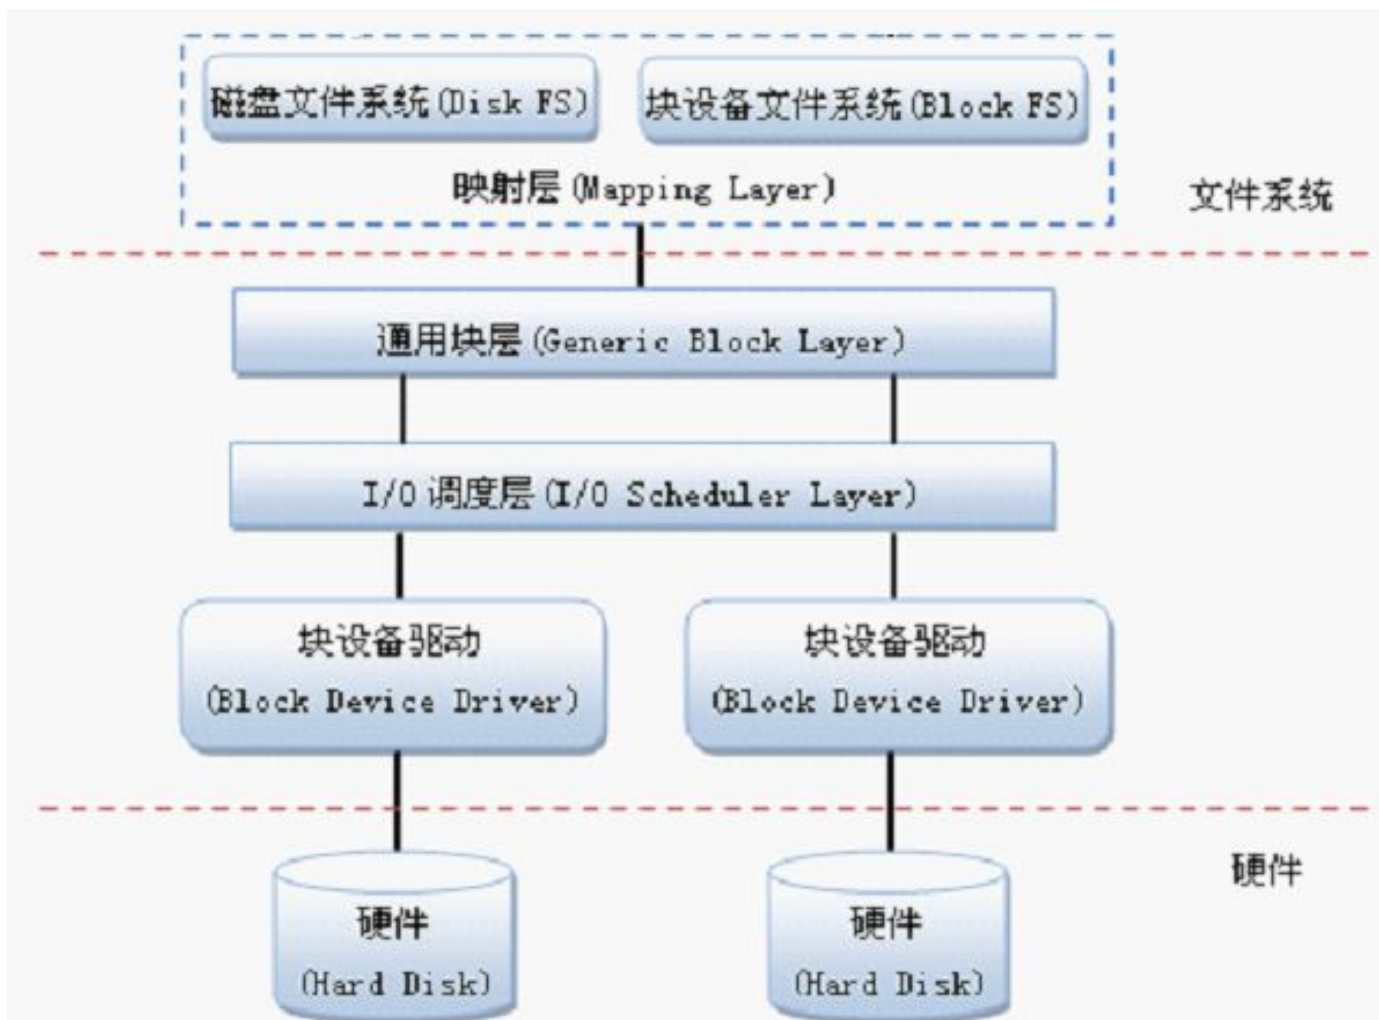 磁盘文件系统(Disk FS)
块设备文件系统(Block FS)
映射层(Mapping Layer)
文件系统
通用块层(Generic Block Layer)
I/O 调度层(I/O Scheduler Layer)
块设备驱动
(Block Device Driver)
块设备驱动
(Block Device Driver)
硬件
硬件
(Hard Disk)
硬件
(Hard Disk)